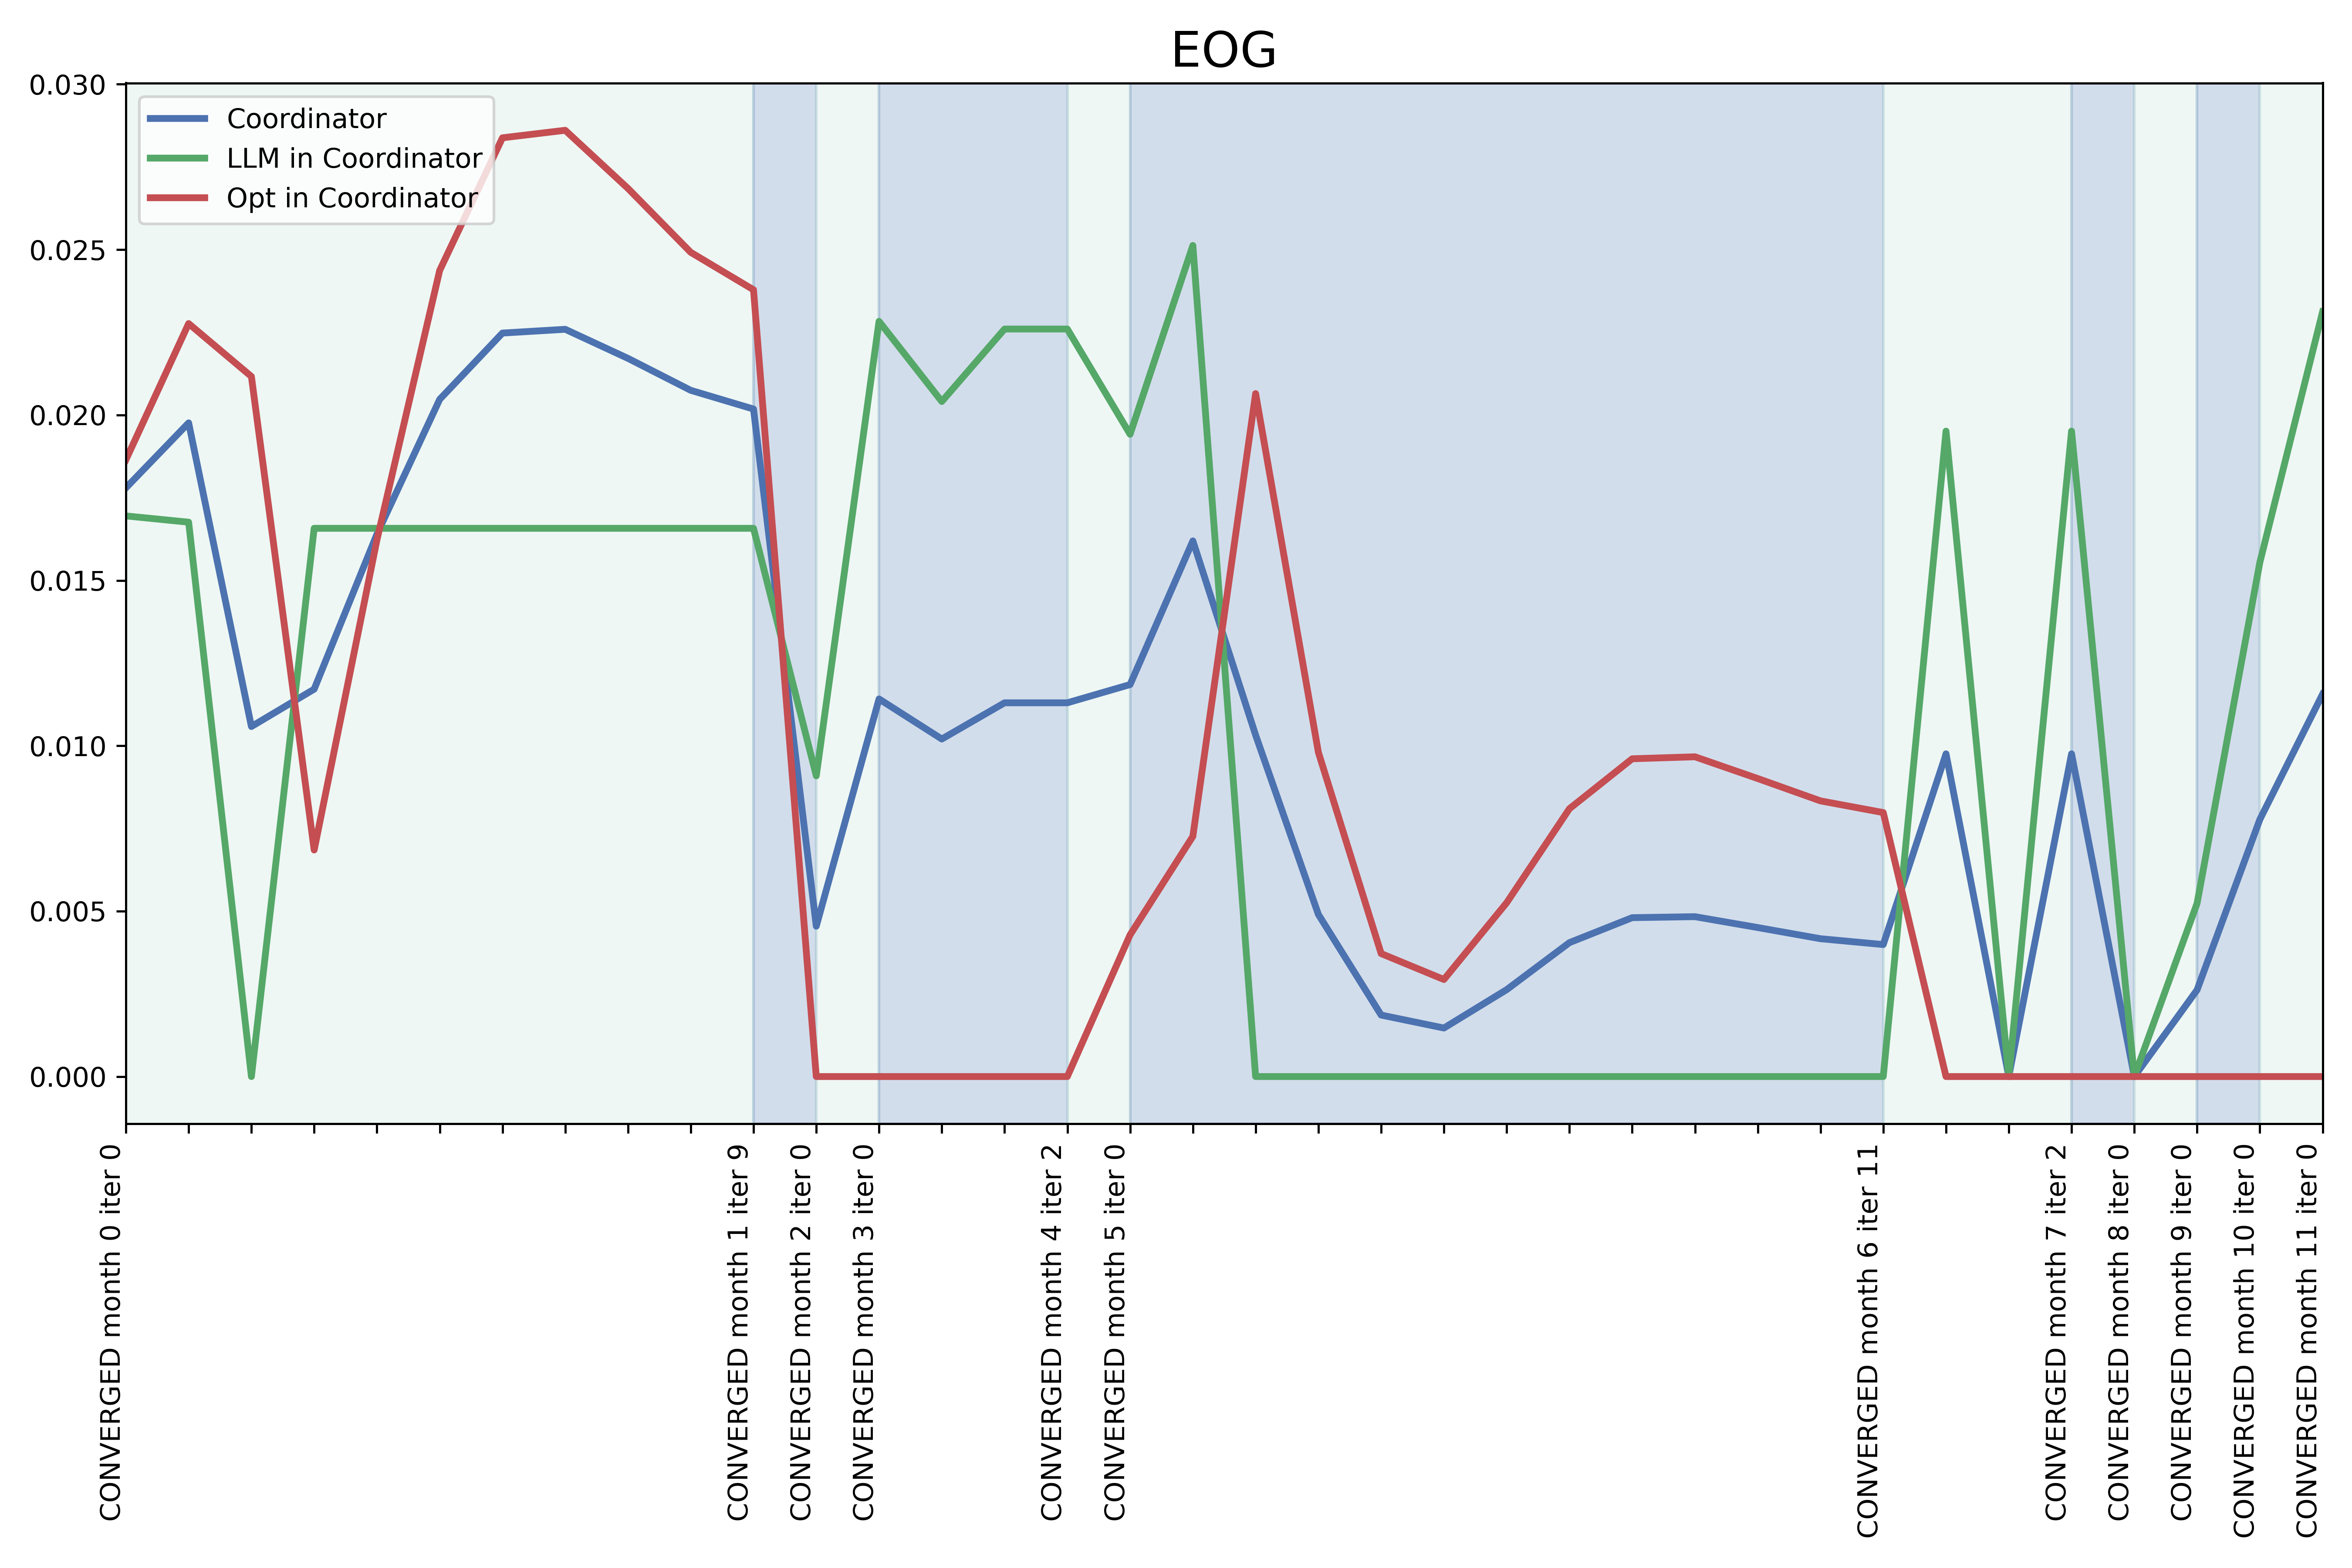 EOG
0.030
0.025
0.020
0.015
0.010
0.005
0.000
Coordinator
LLM in Coordinator
Opt in Coordinator
CONVERGED month 0 iter 0
CONVERGED month 1 iter 9
CONVERGED month 2 iter 0
CONVERGED month 3 iter 0
CONVERGED month 4 iter 2
CONVERGED month 5 iter 0
CONVERGED month 6 iter 11
CONVERGED month 7 iter 2
CONVERGED month 8 iter 0
CONVERGED month 9 iter 0
CONVERGED month 10 iter 0
CONVERGED month 11 iter 0